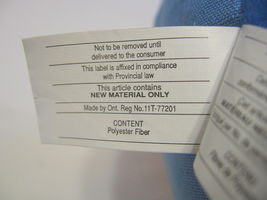 Not to be removed until
delivered to the consumer
This label is affixed in compliance
with Provincial law
This article contains
NEW MATERIAL ONLY
Made by Ont. Reg No.11T-77201
CONTENT
Polyester Fiber